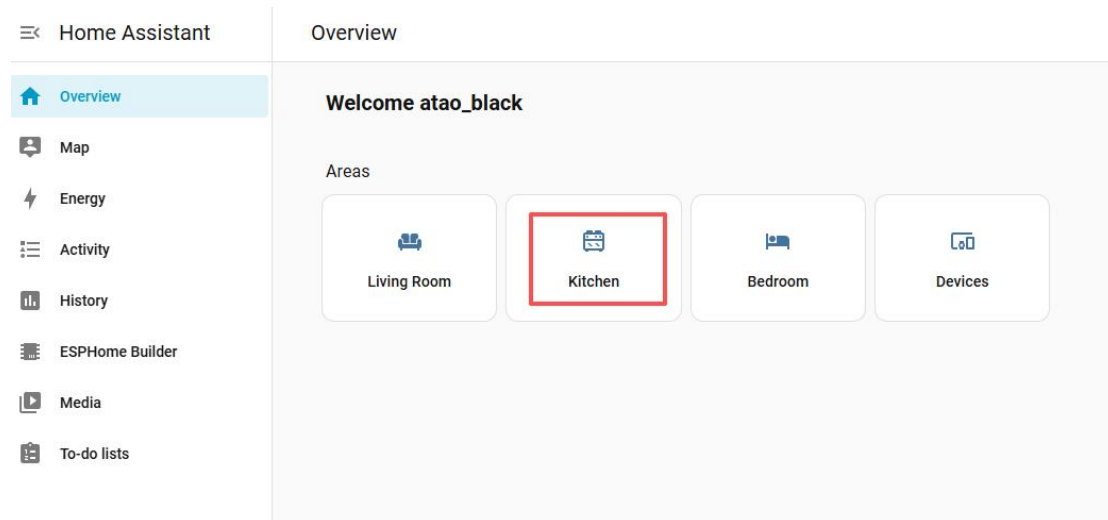 Home Assistant
Overview
Map
Energy
Activity
History
ESPHome Builder
Media
To-do lists
Overview
Welcome atao_black
Areas
Living Room
Kitchen
Bedroom
Devices